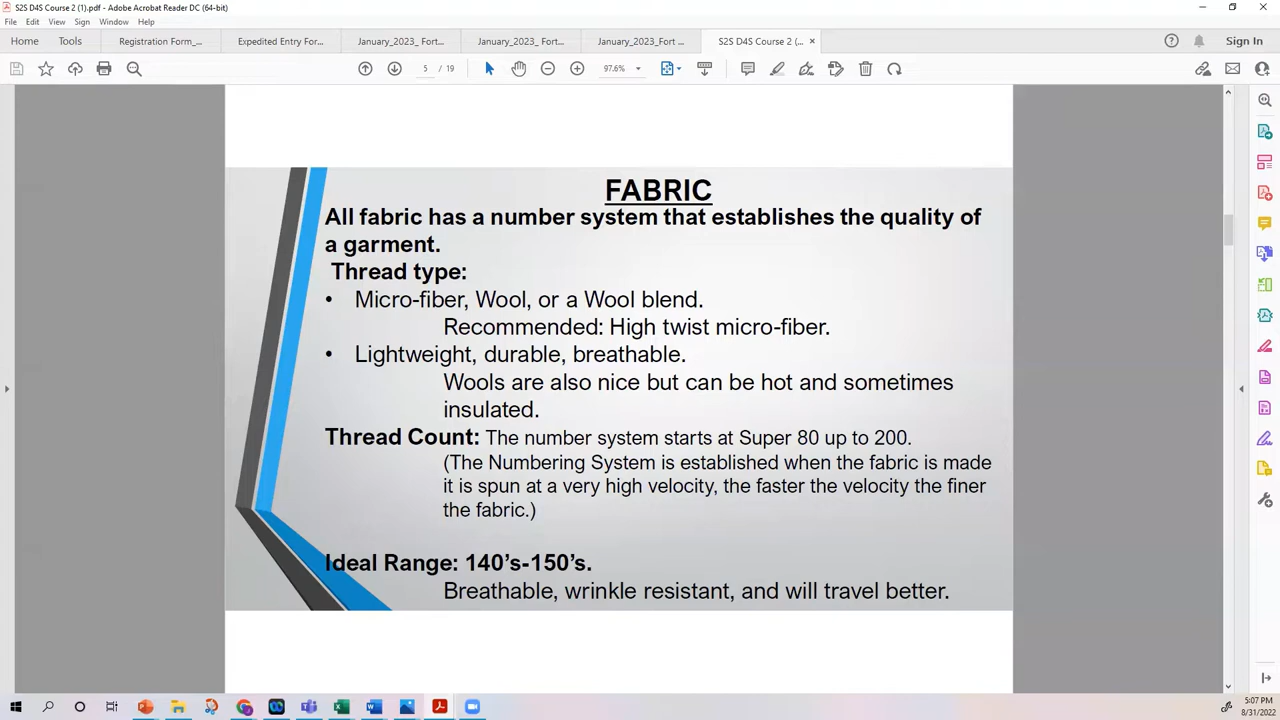 S2S D4S Course 2 (1).pdf - Adobe Acrobat Reader DC (64-bit)
File Edit View Sign Window Help
Home Tools Registration Form_... Expedited Entry For... January_2023_ Fort... January_2023_ Fort... January_2023_Fort ... S2S D4S Course 2 (... Sign In
5 / 19 97.6%
FABRIC
All fabric has a number system that establishes the quality of
a garment.
Thread type:
• Micro-fiber, Wool, or a Wool blend.
Recommended: High twist micro-fiber.
• Lightweight, durable, breathable.
Wools are also nice but can be hot and sometimes
insulated.
Thread Count: The number system starts at Super 80 up to 200.
(The Numbering System is established when the fabric is made
it is spun at a very high velocity, the faster the velocity the finer
the fabric.)
Ideal Range: 140’s-150’s.
Breathable, wrinkle resistant, and will travel better.
5:07 PM
8/31/2022